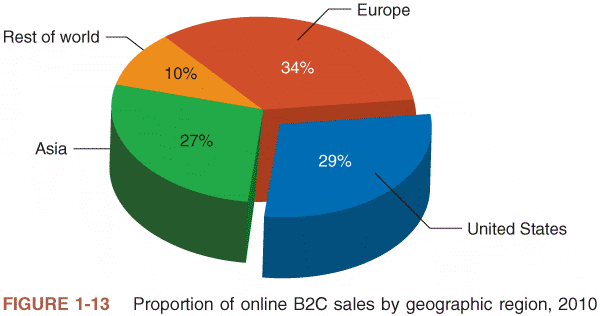 Europe
Rest of world
34%
10%
27%
Asia
29%
United States
FIGURE 1-13 Proportion of online B2C sales by geographic region, 2010